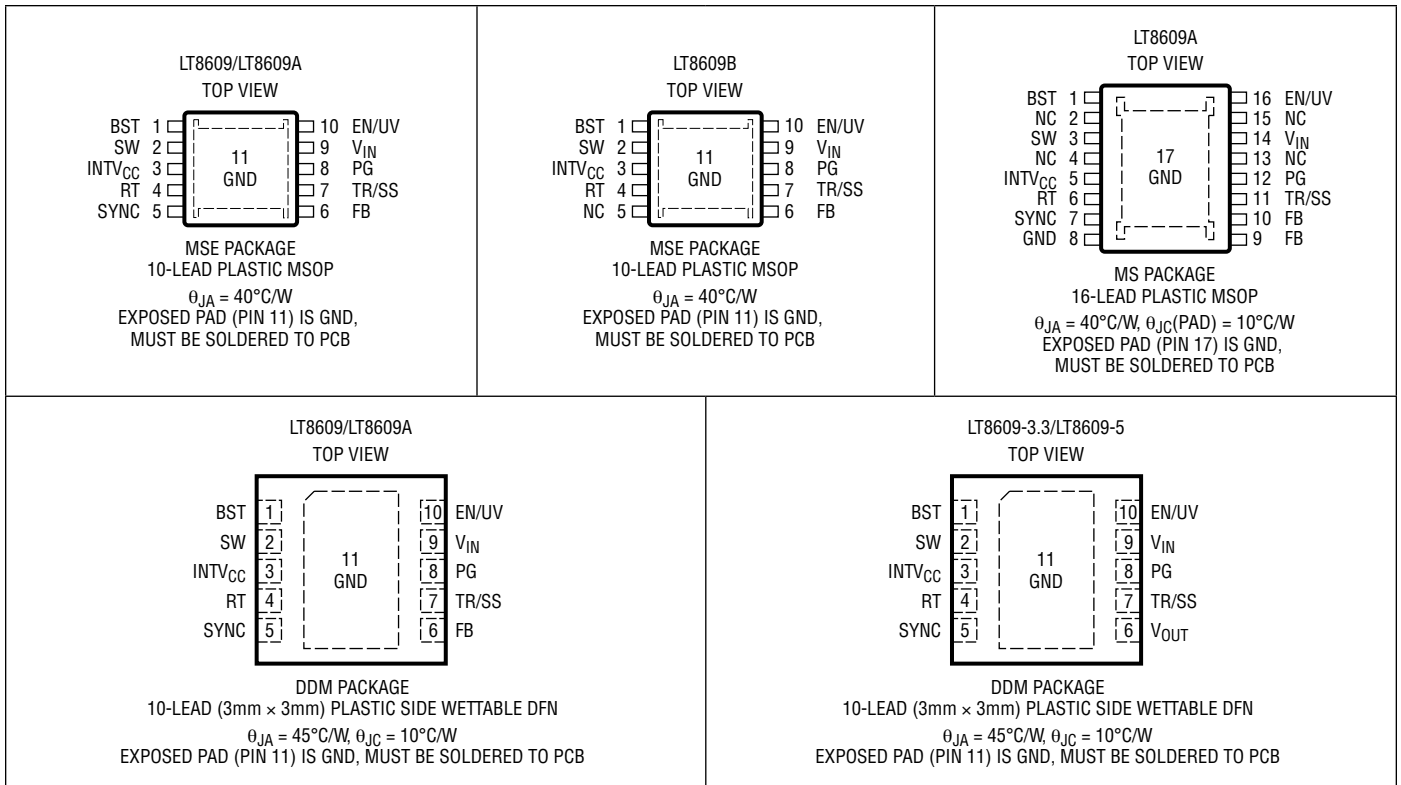 LT8609/LT8609A
TOP VIEW
BST 1
SW 2
INTVCC 3
RT 4
SYNC 5
11
GND
10 EN/UV
9 VIN
8 PG
7 TR/SS
6 FB
MSE PACKAGE
10-LEAD PLASTIC MSOP
θJA = 40°C/W
EXPOSED PAD (PIN 11) IS GND,
MUST BE SOLDERED TO PCB
LT8609B
TOP VIEW
BST 1
SW 2
INTVCC 3
RT 4
NC 5
11
GND
10 EN/UV
9 VIN
8 PG
7 TR/SS
6 FB
MSE PACKAGE
10-LEAD PLASTIC MSOP
θJA = 40°C/W
EXPOSED PAD (PIN 11) IS GND,
MUST BE SOLDERED TO PCB
LT8609A
TOP VIEW
BST 1
NC 2
SW 3
NC 4
INTVCC 5
RT 6
SYNC 7
GND 8
17
GND
16 EN/UV
15 NC
14 VIN
13 NC
12 PG
11 TR/SS
10 FB
9 FB
MS PACKAGE
16-LEAD PLASTIC MSOP
θJA = 40°C/W, θJC(PAD) = 10°C/W
EXPOSED PAD (PIN 17) IS GND,
MUST BE SOLDERED TO PCB
LT8609/LT8609A
TOP VIEW
BST 1
SW 2
INTVCC 3
RT 4
SYNC 5
11
GND
10 EN/UV
9 VIN
8 PG
7 TR/SS
6 FB
DDM PACKAGE
10-LEAD (3mm × 3mm) PLASTIC SIDE WETTABLE DFN
θJA = 45°C/W, θJC = 10°C/W
EXPOSED PAD (PIN 11) IS GND, MUST BE SOLDERED TO PCB
LT8609-3.3/LT8609-5
TOP VIEW
BST 1
SW 2
INTVCC 3
RT 4
SYNC 5
11
GND
10 EN/UV
9 VIN
8 PG
7 TR/SS
6 VOUT
DDM PACKAGE
10-LEAD (3mm × 3mm) PLASTIC SIDE WETTABLE DFN
θJA = 45°C/W, θJC = 10°C/W
EXPOSED PAD (PIN 11) IS GND, MUST BE SOLDERED TO PCB